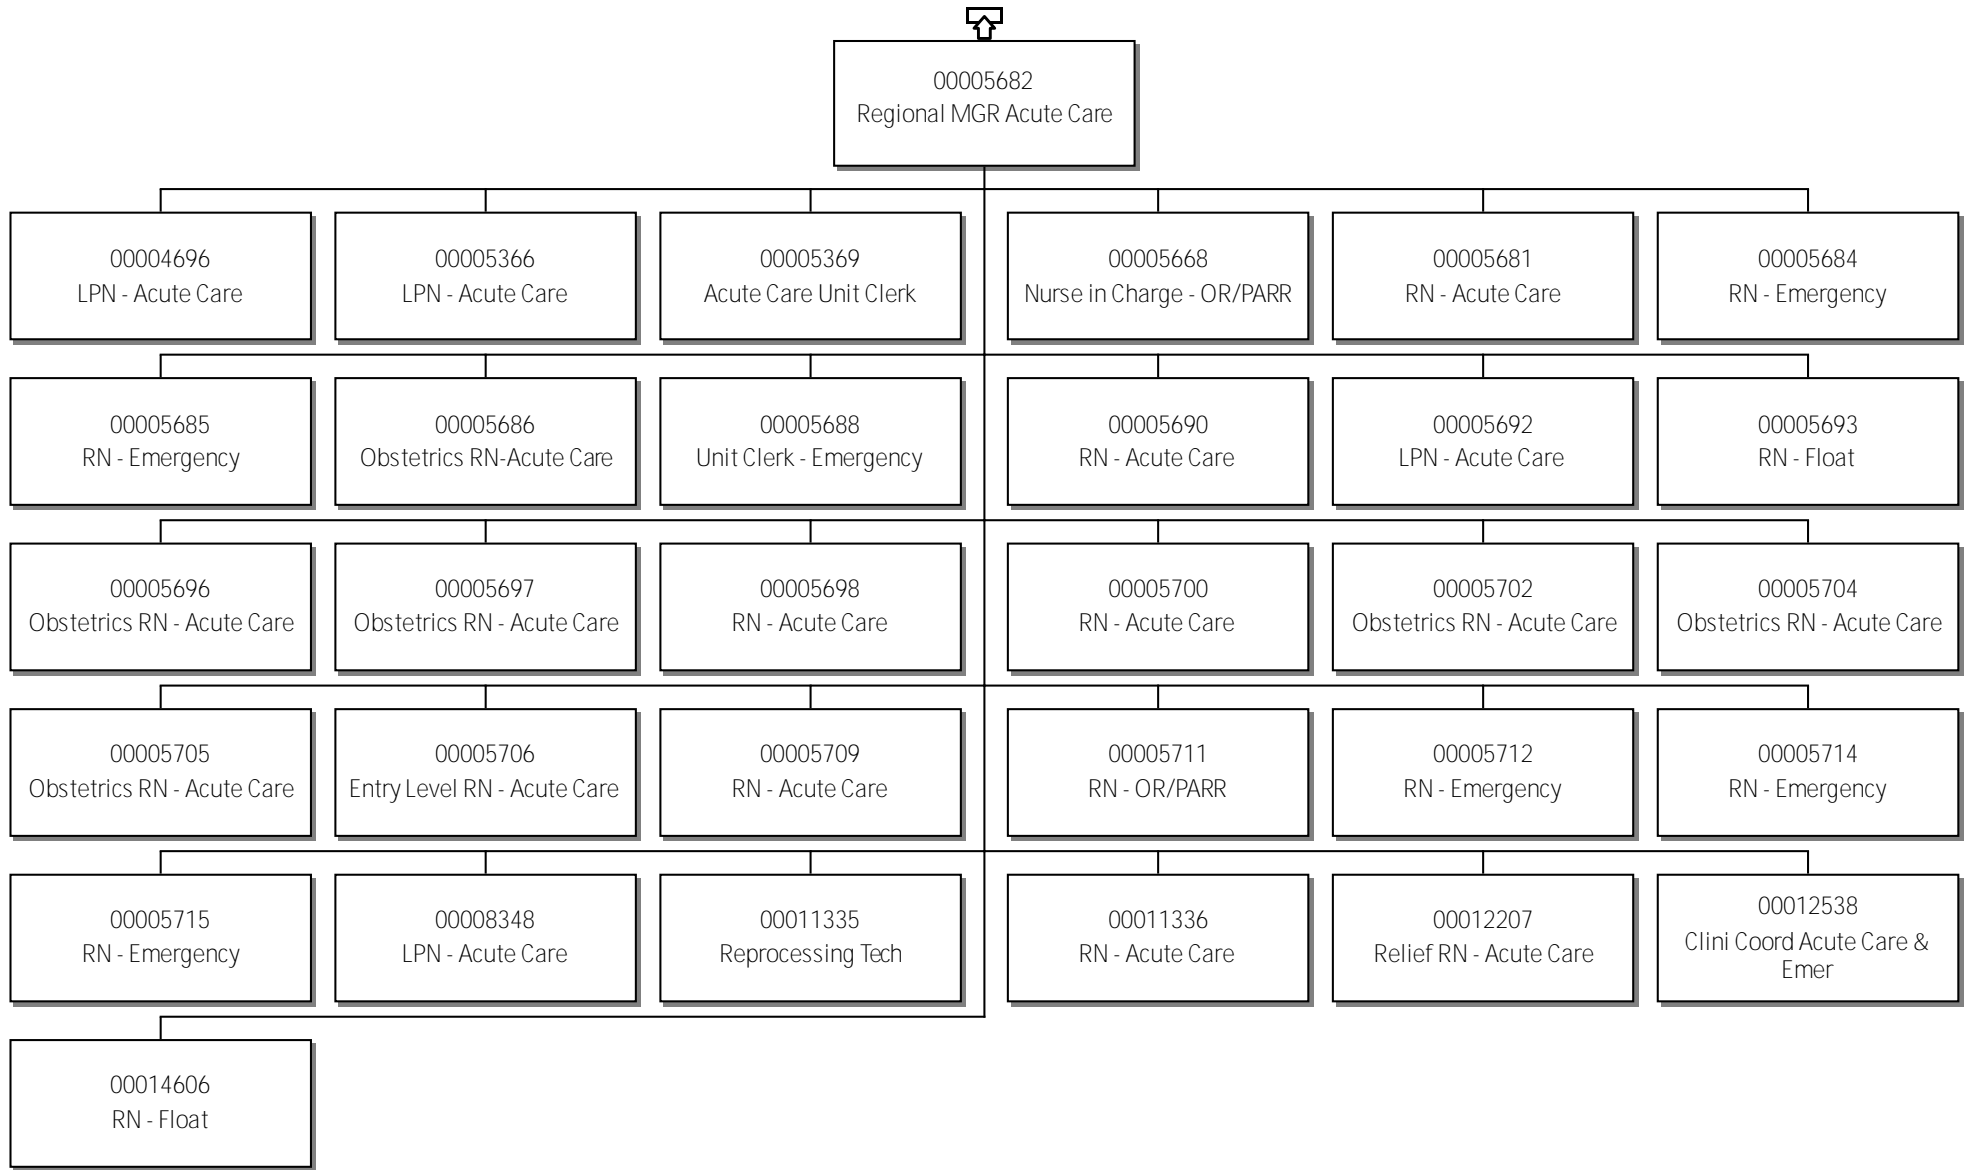 00005682
Regional MGR Acute Care
00004696
LPN - Acute Care
00005366
LPN - Acute Care
00005369
Acute Care Unit Clerk
00005668
Nurse in Charge - OR/PARR
00005681
RN - Acute Care
00005684
RN - Emergency
00005685
RN - Emergency
00005686
Obstetrics RN-Acute Care
00005688
Unit Clerk - Emergency
00005690
RN - Acute Care
00005692
LPN - Acute Care
00005693
RN - Float
00005696
Obstetrics RN - Acute Care
00005697
Obstetrics RN - Acute Care
00005698
RN - Acute Care
00005700
RN - Acute Care
00005702
Obstetrics RN - Acute Care
00005704
Obstetrics RN - Acute Care
00005705
Obstetrics RN - Acute Care
00005706
Entry Level RN - Acute Care
00005709
RN - Acute Care
00005711
RN - OR/PARR
00005712
RN - Emergency
00005714
RN - Emergency
00005715
RN - Emergency
00008348
LPN - Acute Care
00011335
Reprocessing Tech
00011336
RN - Acute Care
00012207
Relief RN - Acute Care
00012538
Clini Coord Acute Care &
Emer
00014606
RN - Float